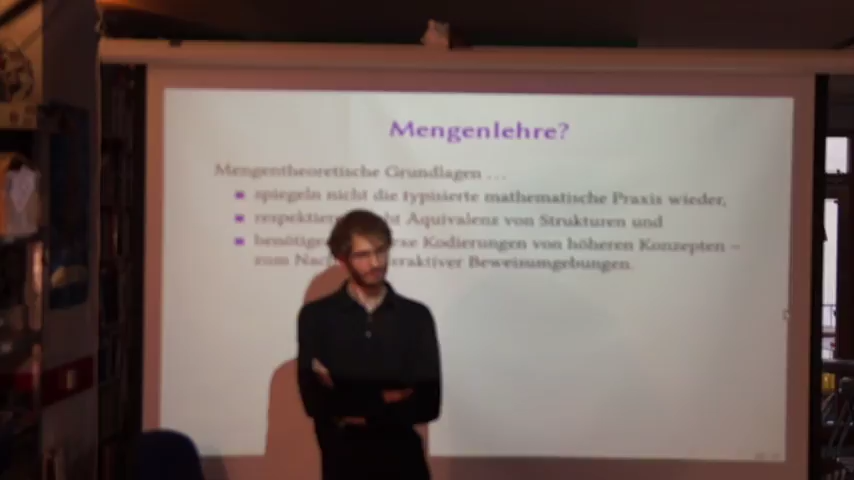 Mengenlehre?
Mengentheoretische Grundlagen ...
spiegeln nicht die typisierte mathematische Praxis wieder,
Äquivalenz von Strukturen und
Kodierungen von höheren Konzepten –
zum Beweisumgebungen.